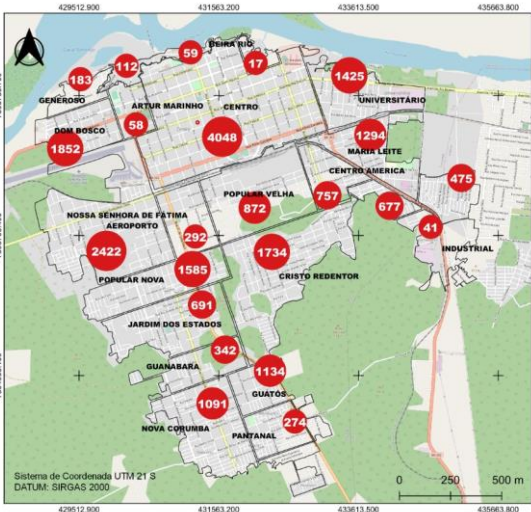 429512.900 431563.200 433613.500 435663.800
BEIRA RIO
59
17
112
183
1425
GENEROSO
ARTUR MARINHO
CENTRO
UNIVERSITÁRIO
DOM BOSCO
58
4048
1294
1852
MARIA LEITE
CENTRO AMERICA
475
POPULAR VELHA
757
677
872
NOSSA SENHORA DE FÁTIMA
AEROPORTO
41
292
2422
1734
INDUSTRIAL
1585
POPULAR NOVA
CRISTO REDENTOR
691
JARDIM DOS ESTADOS
342
GUANABARA
1134
GUATÓS
1091
274
NOVA CORUMBA
PANTANAL
Sistema de Coordenada UTM 21 S
DATUM: SIRGAS 2000
0 250 500 m
429512.900 431563.200 433613.500 435663.800